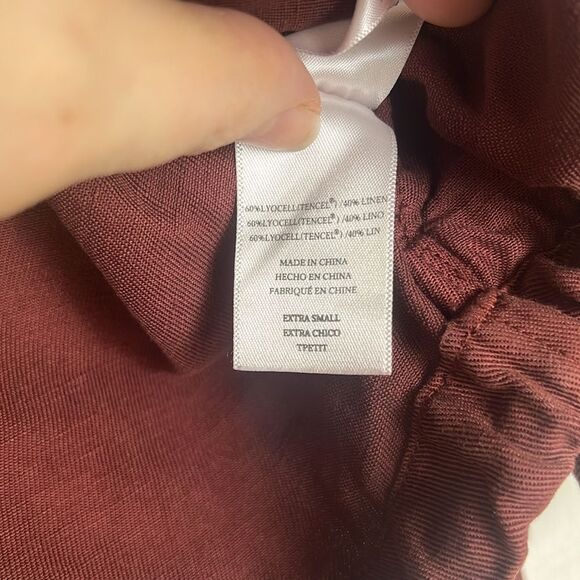 60%LYOCELL(TENCEL®) /40% LINEN
60%LYOCELL(TENCEL®) /40% LINO
60%LYOCELL(TENCEL®) /40% LIN
MADE IN CHINA
HECHO EN CHINA
FABRIQUÉ EN CHINE
EXTRA SMALL
EXTRA CHICO
TPETIT